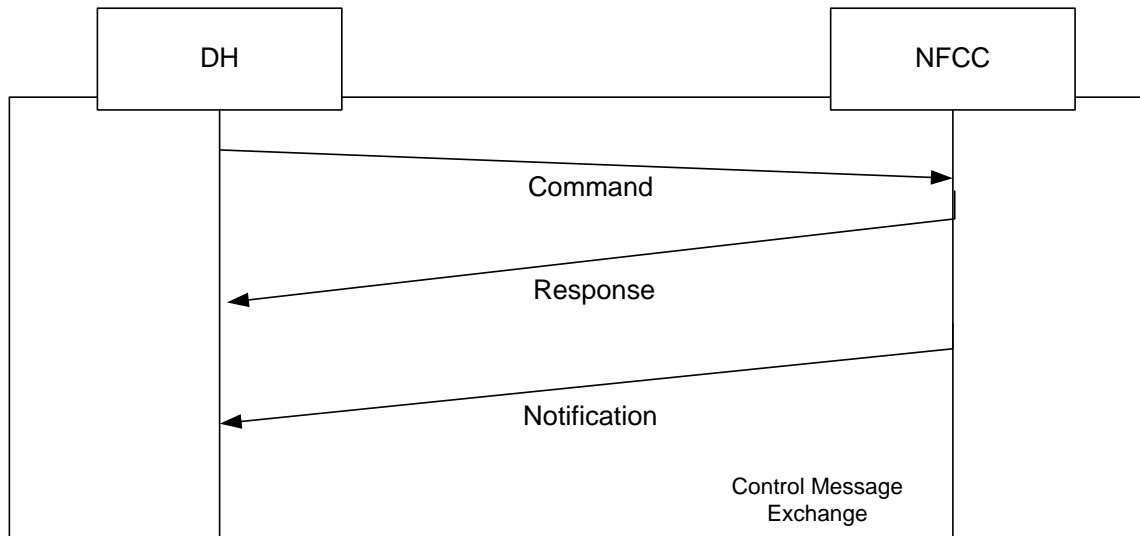 DH
NFCC
Command
Response
Notification
Control Message
Exchange